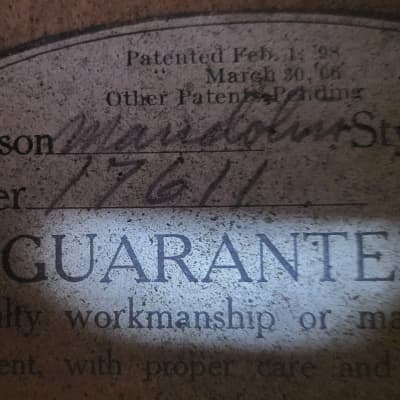 Patented Feb. 1, '98
March 30, '06
Other Patents Pending
son Mandolin Sty
er 17611
GUARANTE
lty workmanship or ma
ent, with proper care and